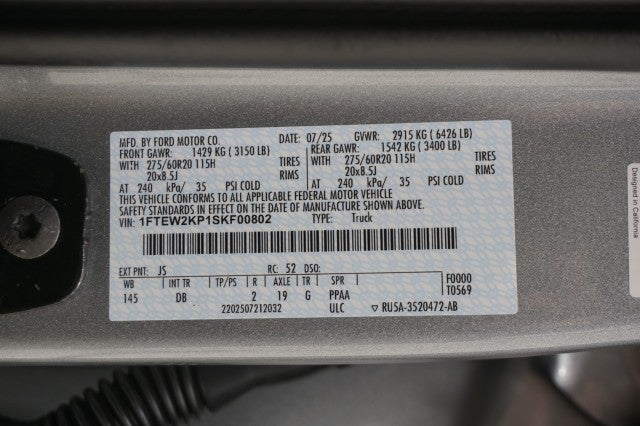 MFD. BY FORD MOTOR CO. DATE: 07/25 GVWR: 2915 KG ( 6426 LB)
FRONT GAWR: 1429 KG ( 3150 LB) REAR GAWR: 1542 KG ( 3400 LB)
WITH 275/60R20 115H TIRES WITH 275/60R20 115H TIRES
20x8.5J RIMS 20x8.5J RIMS
AT 240 kPa/ 35 PSI COLD AT 240 kPa/ 35 PSI COLD
THIS VEHICLE CONFORMS TO ALL APPLICABLE FEDERAL MOTOR VEHICLE
SAFETY STANDARDS IN EFFECT ON THE DATE OF MANUFACTURE SHOWN ABOVE.
VIN: 1FTEW2KP1SKF00802 TYPE: Truck
EXT PNT: JS RC: 52 DSO: F0000
WB INT TR TP/PS R AXLE TR SPR T0569
145 DB 2 19 G PPAA
2202507212032 ULC ▽ RU5A-3520472-AB
Designed in California